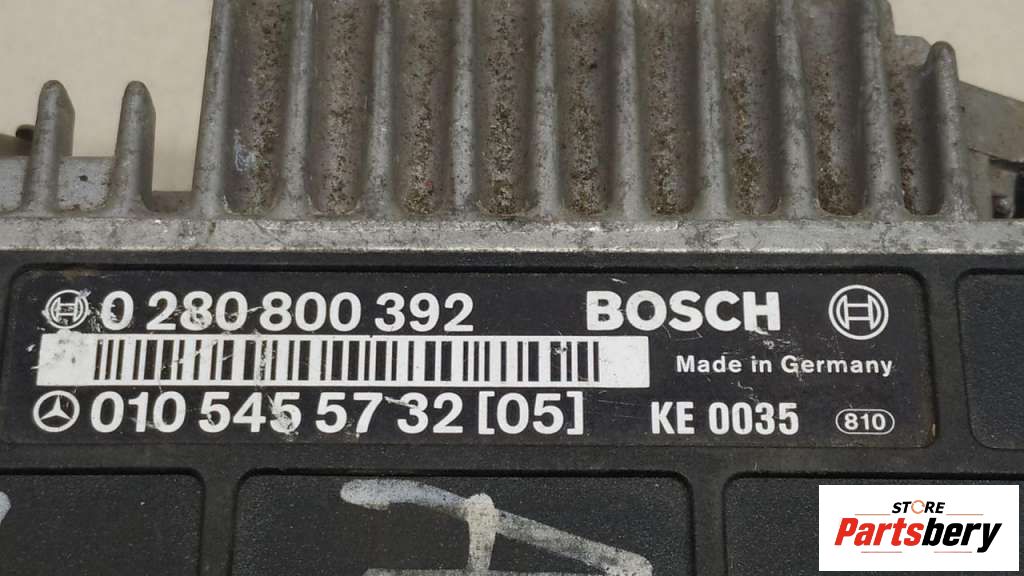 0 280 800 392
BOSCH
Made in Germany
010 545 57 32 [05]
KE 0035
810
STORE
Partsbery